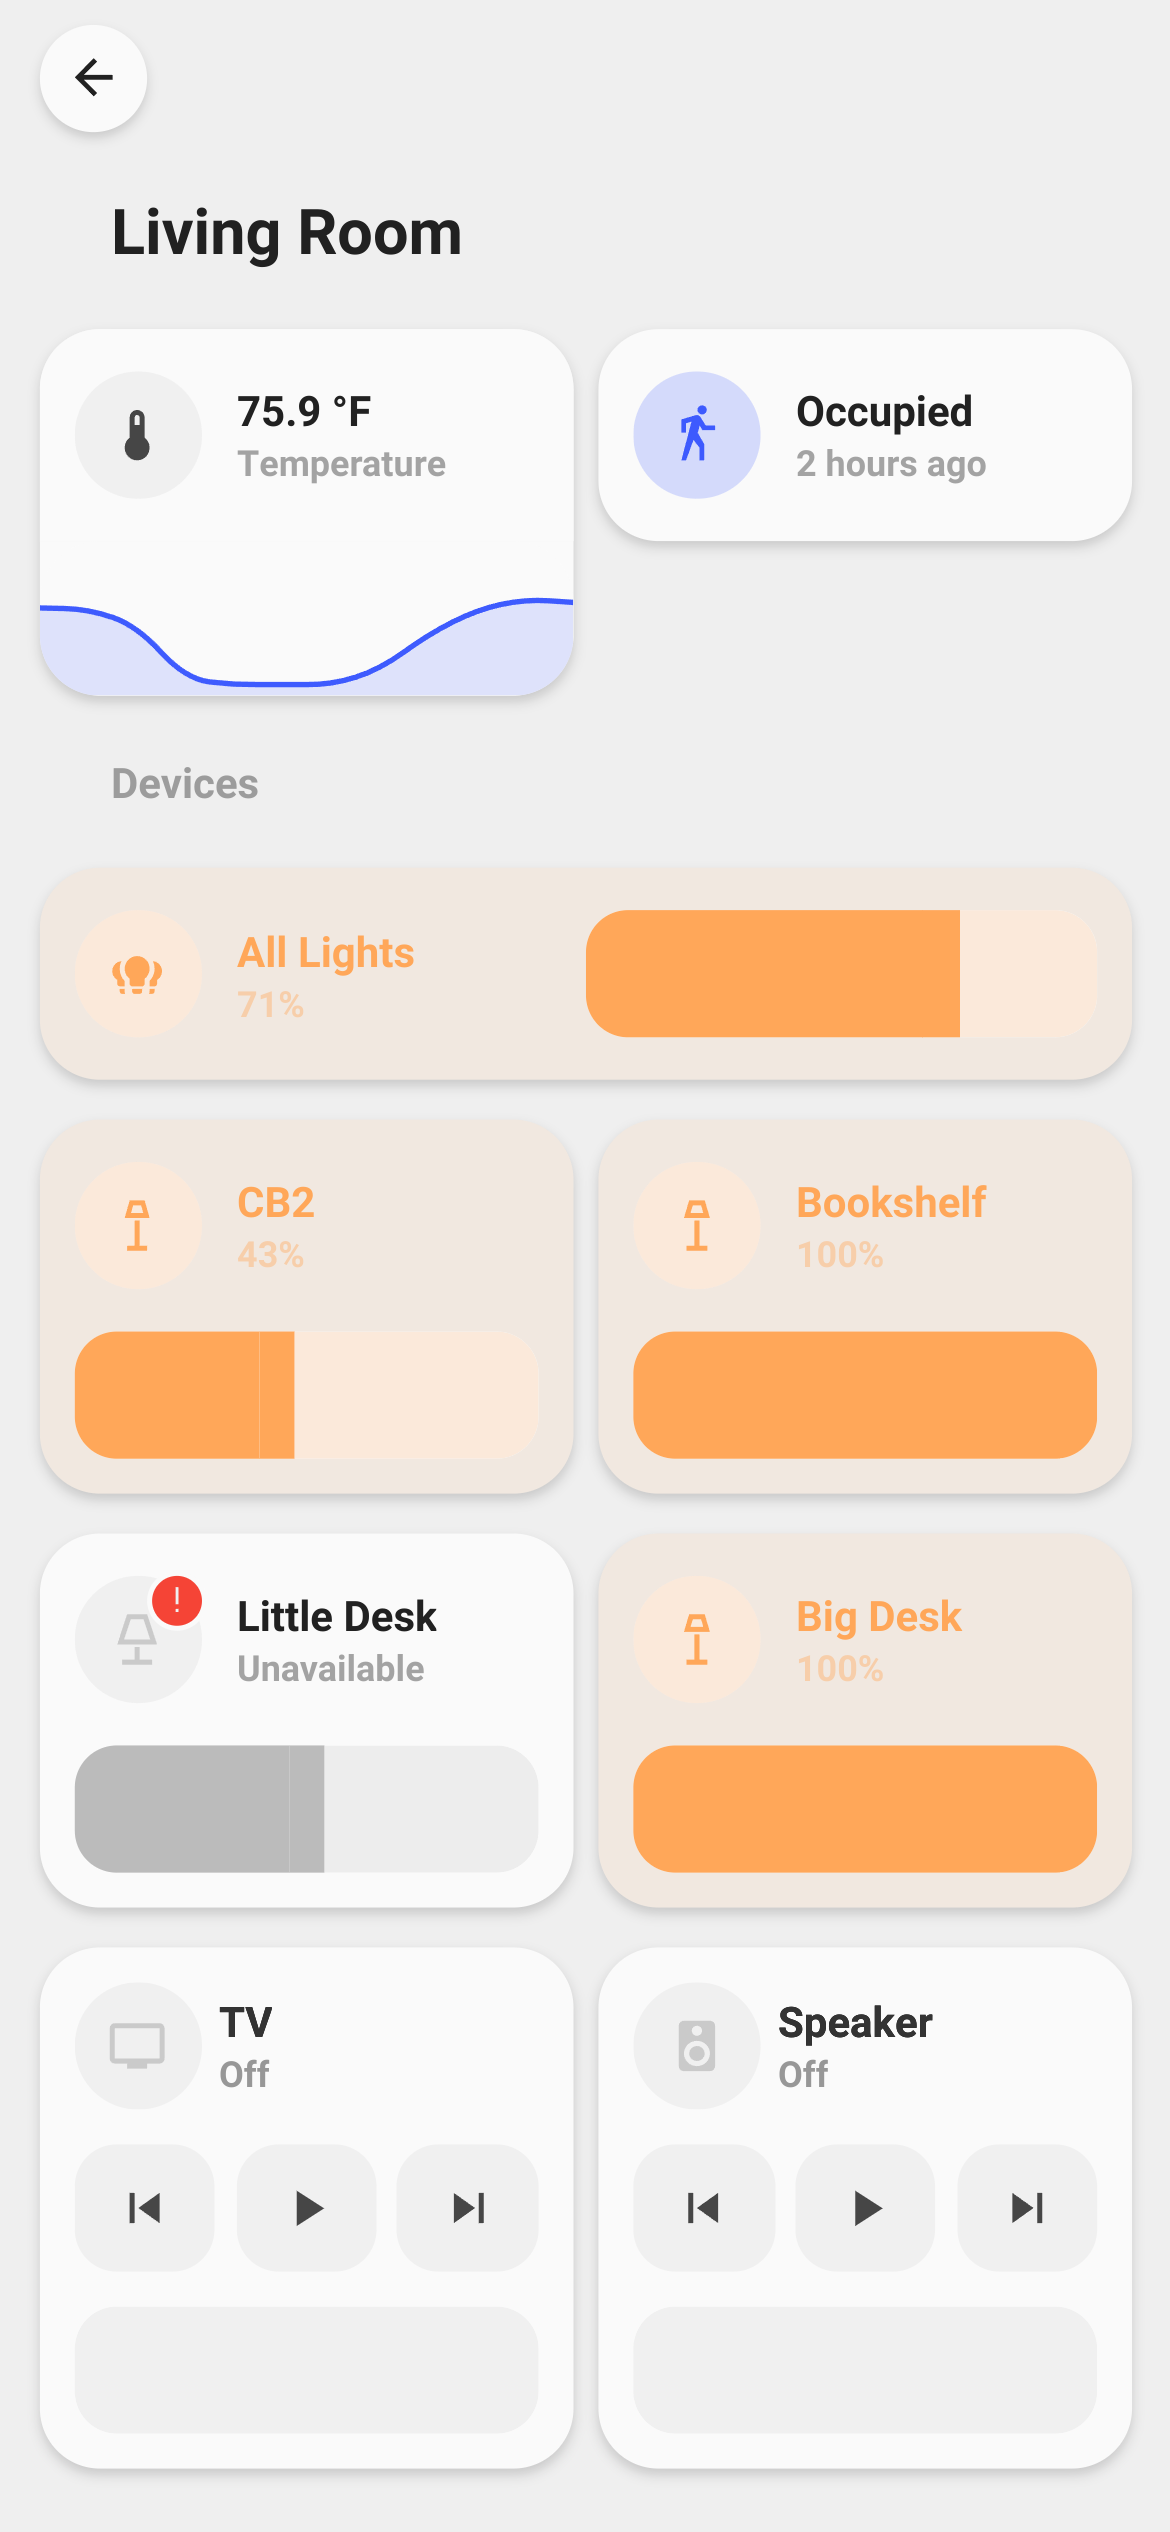 Living Room
75.9 °F
Temperature
Occupied
2 hours ago
Devices
All Lights
71%
CB2
43%
Bookshelf
100%
!
Little Desk
Unavailable
Big Desk
100%
TV
Off
Speaker
Off